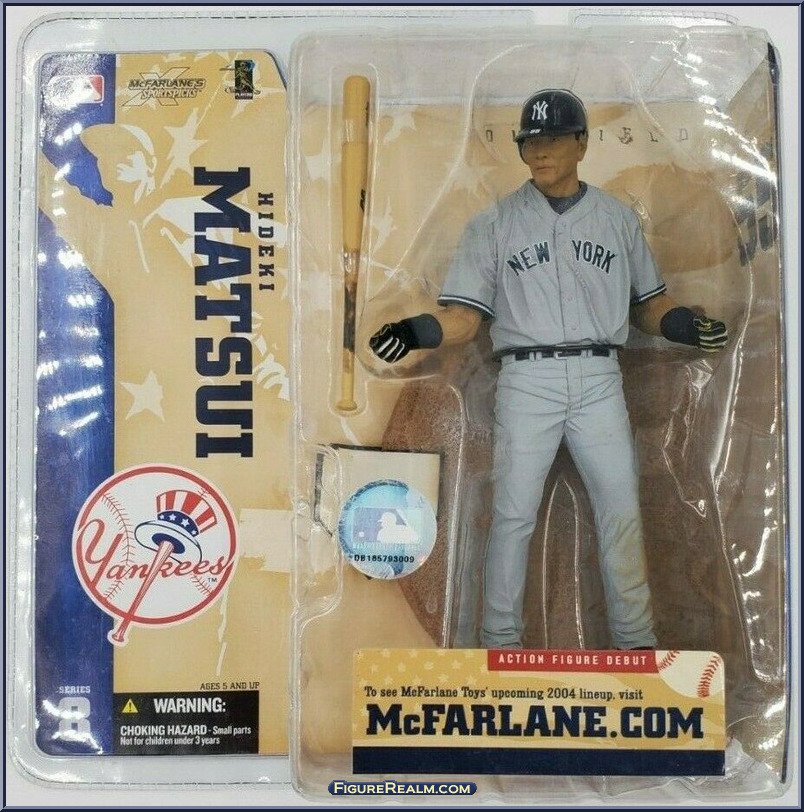 McFARLANE'S
SPORTSPICKS
HIDEKI
MATSUI
Yankees
TM
SERIES
8
AGES 5 AND UP
WARNING:
CHOKING HAZARD - Small parts
Not for children under 3 years
NY
NEW YORK
DB165793009
ACTION FIGURE DEBUT
To see McFarlane Toys' upcoming 2004 lineup, visit
McFARLANE.COM
FIGUREREALM.COM